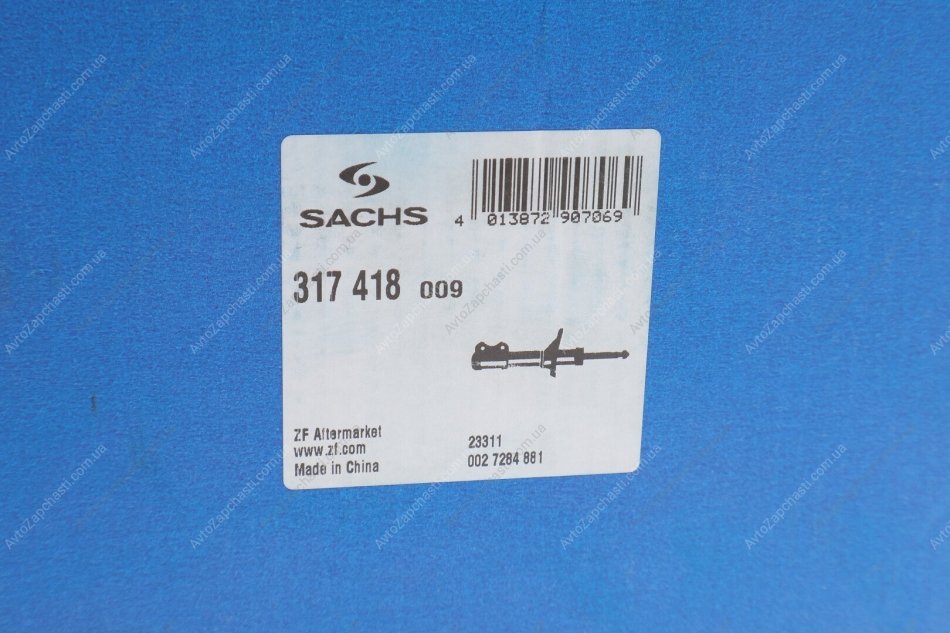 SACHS
4 013872 907069
317 418 009
ZF Aftermarket
www.zf.com
Made in China
23311
002 7284 881
AvtoZapchasti.com.ua